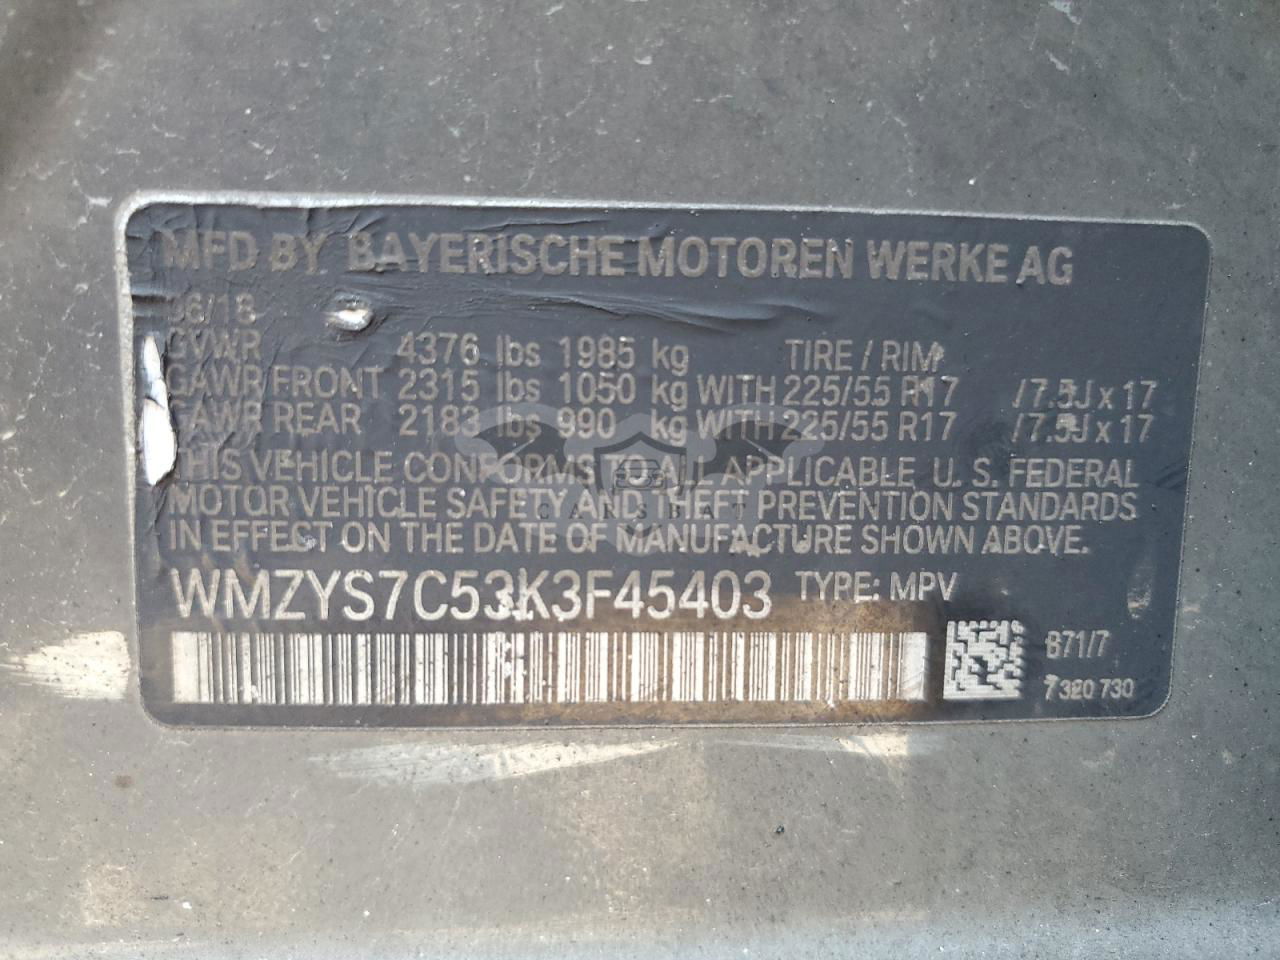 MFD BY BAYERISCHE MOTOREN WERKE AG
06/18
GVWR 4376 lbs 1985 kg TIRE / RIM
GAWR FRONT 2315 lbs 1050 kg WITH 225/55 R17 /7.5J x 17
GAWR REAR 2183 lbs 990 kg WITH 225/55 R17 /7.5J x 17
THIS VEHICLE CONFORMS TO ALL APPLICABLE U. S. FEDERAL
MOTOR VEHICLE SAFETY AND THEFT PREVENTION STANDARDS
IN EFFECT ON THE DATE OF MANUFACTURE SHOWN ABOVE.
CARSBAT
WMZYS7C53K3F45403 TYPE: MPV
B71/7
7 320 730